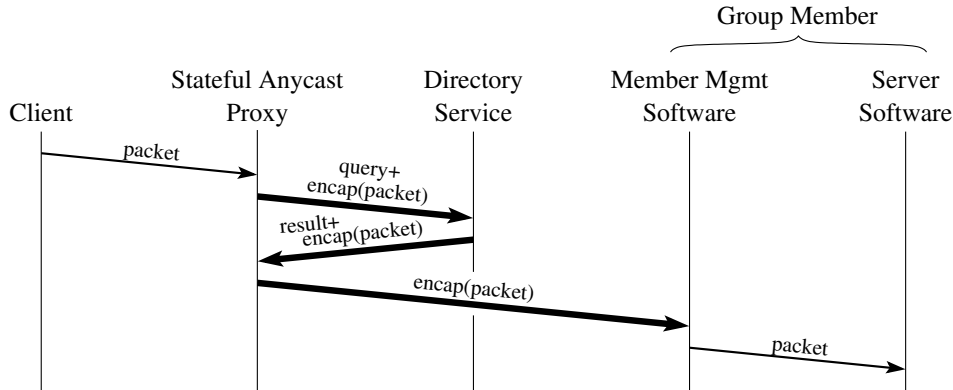 Group Member
Stateful Anycast Directory Member Mgmt Server
Client Proxy Service Software Software
packet
query+
encap(packet)
result+
encap(packet)
encap(packet)
packet